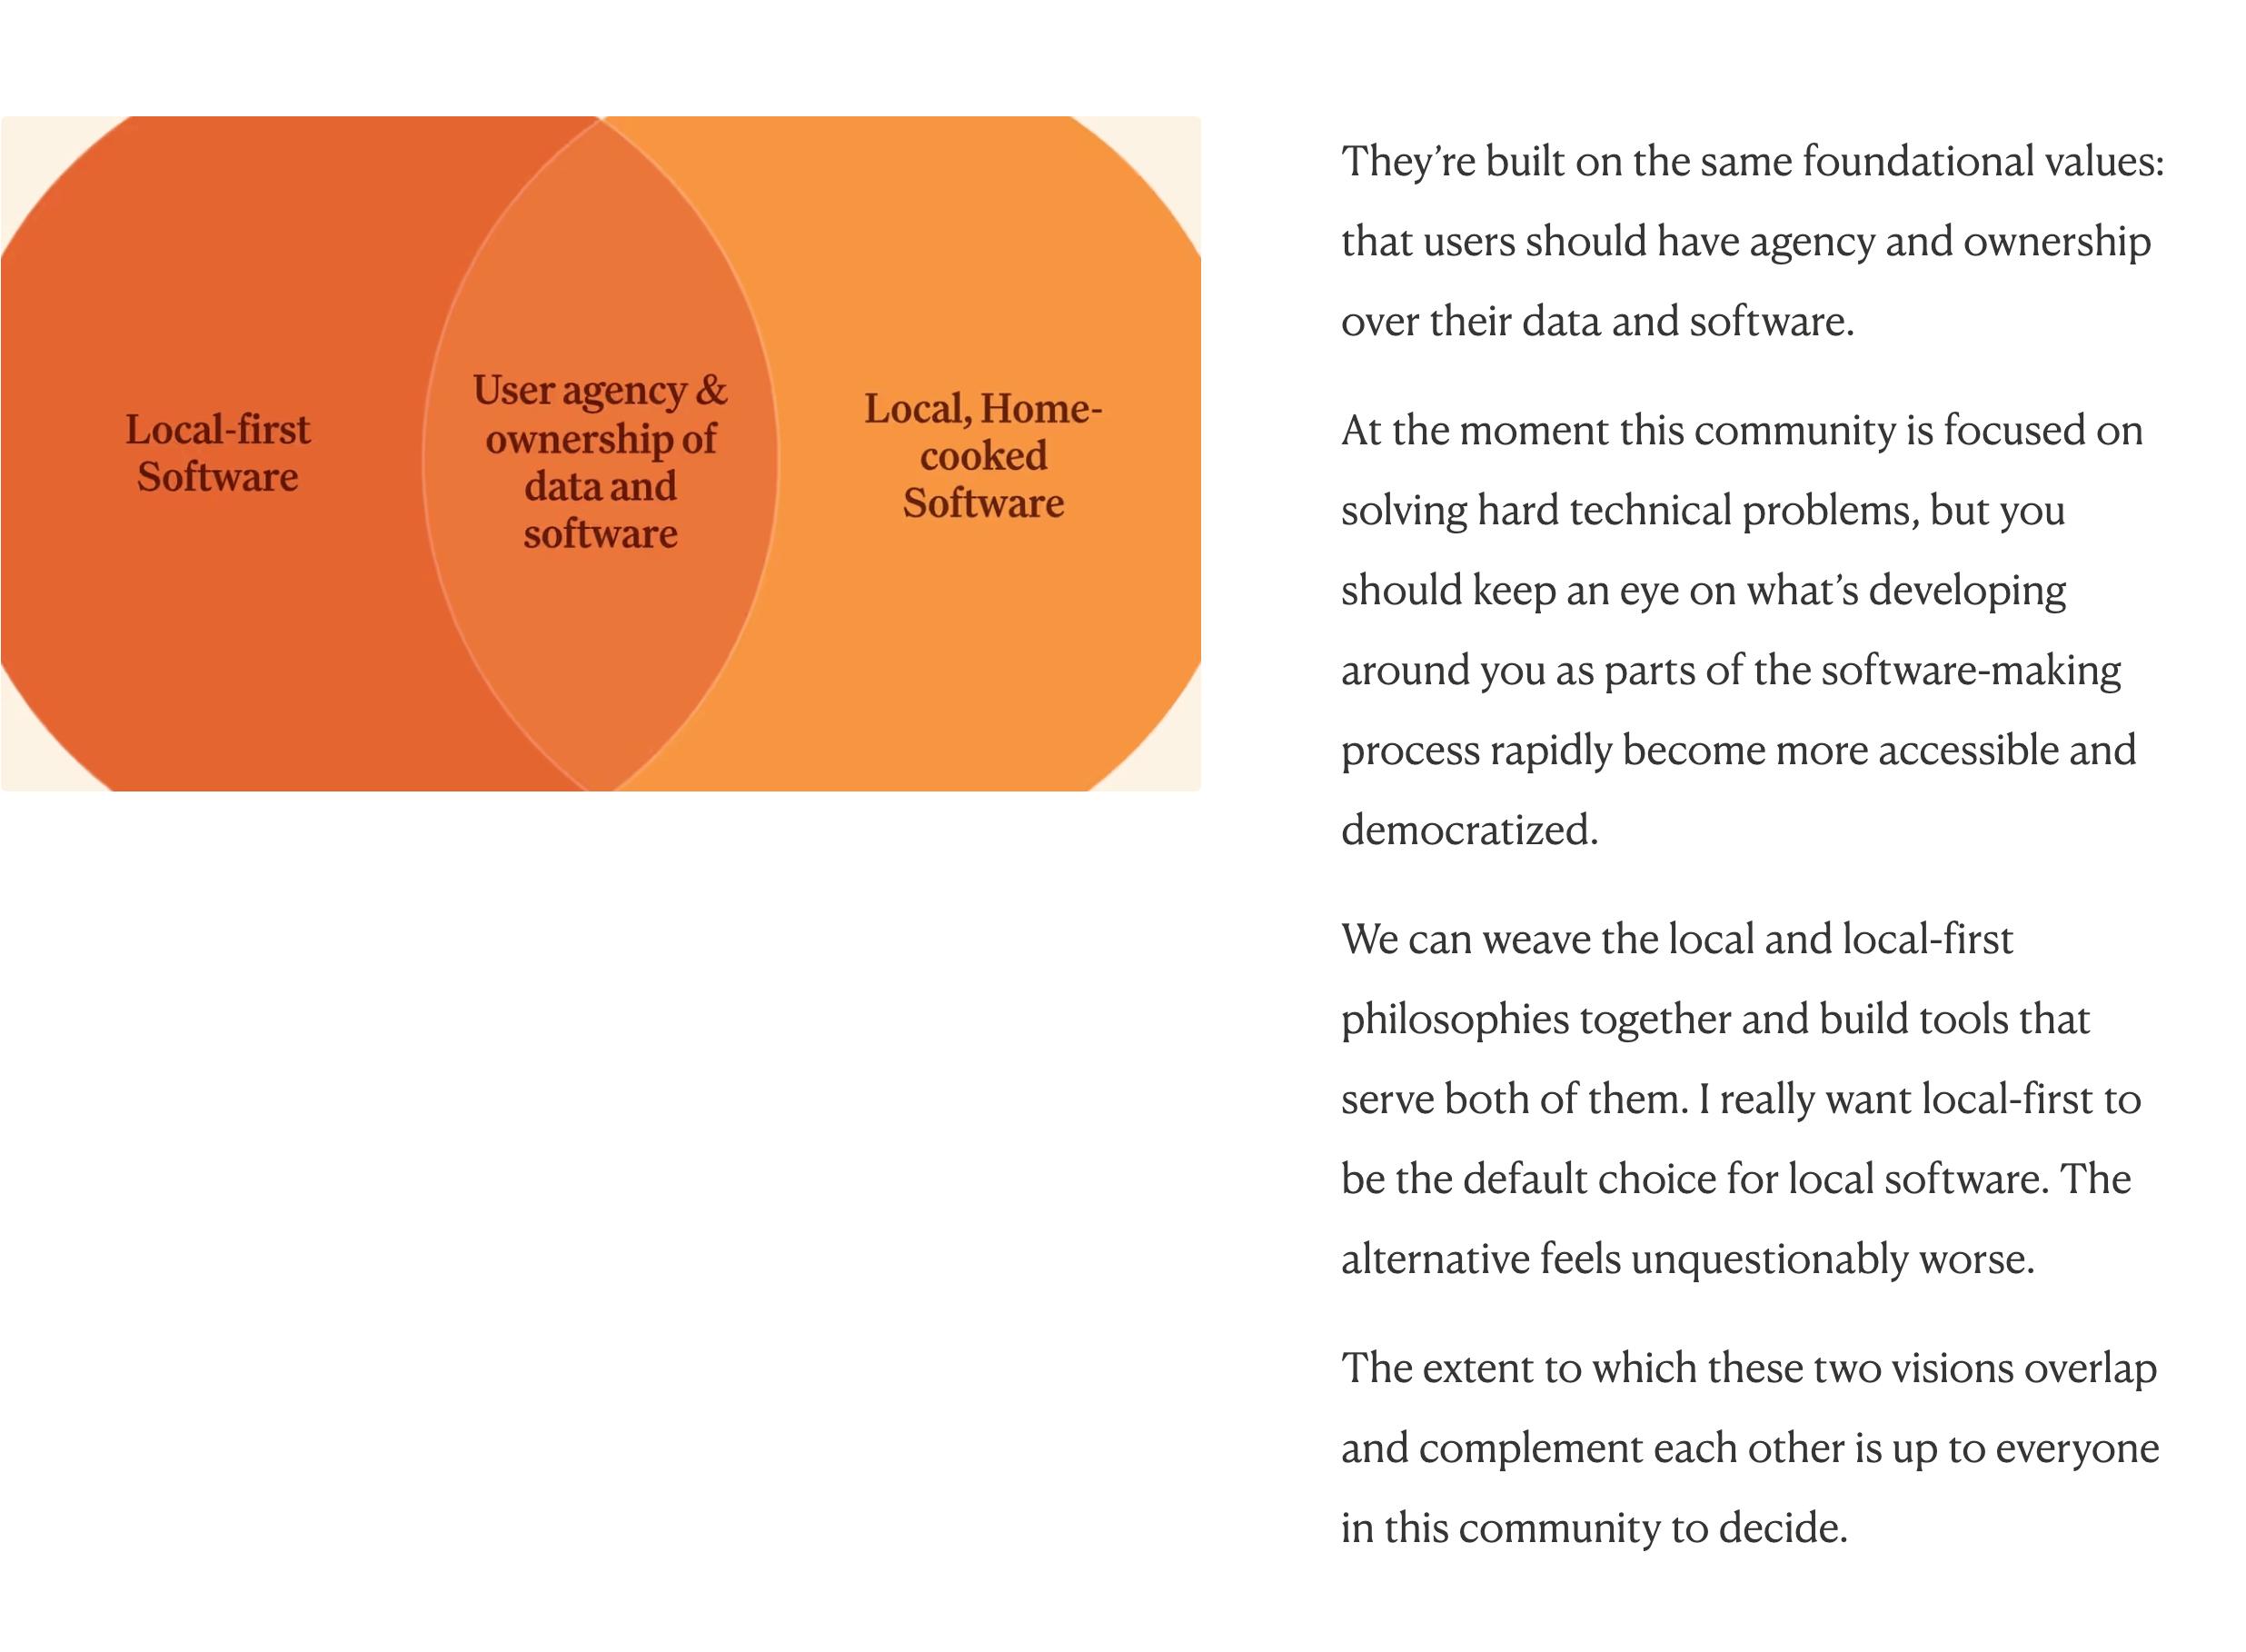 Local-first
Software
User agency &
ownership of
data and
software
Local, Home-
cooked
Software
They’re built on the same foundational values:
that users should have agency and ownership
over their data and software.
At the moment this community is focused on
solving hard technical problems, but you
should keep an eye on what’s developing
around you as parts of the software-making
process rapidly become more accessible and
democratized.
We can weave the local and local-first
philosophies together and build tools that
serve both of them. I really want local-first to
be the default choice for local software. The
alternative feels unquestionably worse.
The extent to which these two visions overlap
and complement each other is up to everyone
in this community to decide.